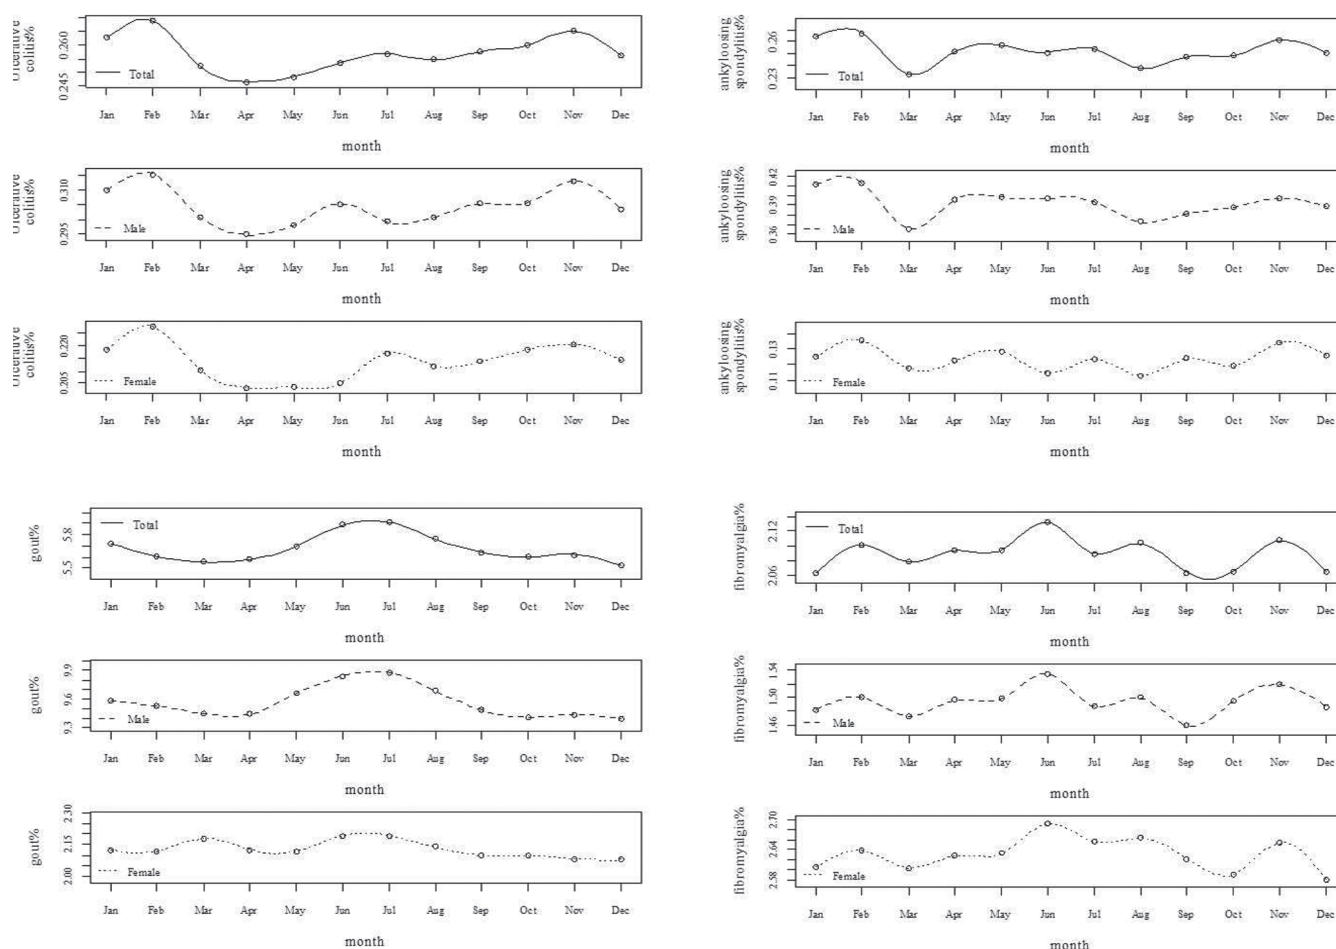 colitis%
0.245 0.260
Total
Jan Feb Mar Apr May Jun Jul Aug Sep Oct Nov Dec
month
colitis%
0.295 0.310
Male
Jan Feb Mar Apr May Jun Jul Aug Sep Oct Nov Dec
month
colitis%
0.205 0.220
Female
Jan Feb Mar Apr May Jun Jul Aug Sep Oct Nov Dec
month
ankyloosing
spondylitis%
0.23 0.26
Total
Jan Feb Mar Apr May Jun Jul Aug Sep Oct Nov Dec
month
ankyloosing
spondylitis%
0.36 0.39 0.42
Male
Jan Feb Mar Apr May Jun Jul Aug Sep Oct Nov Dec
month
ankyloosing
spondylitis%
0.11 0.13
Female
Jan Feb Mar Apr May Jun Jul Aug Sep Oct Nov Dec
month
gout%
5.5 5.8
Total
Jan Feb Mar Apr May Jun Jul Aug Sep Oct Nov Dec
month
gout%
9.3 9.6 9.9
Male
Jan Feb Mar Apr May Jun Jul Aug Sep Oct Nov Dec
month
gout%
2.00 2.15 2.30
Female
Jan Feb Mar Apr May Jun Jul Aug Sep Oct Nov Dec
month
fibromyalgia%
2.06 2.12
Total
Jan Feb Mar Apr May Jun Jul Aug Sep Oct Nov Dec
month
fibromyalgia%
1.46 1.50 1.54
Male
Jan Feb Mar Apr May Jun Jul Aug Sep Oct Nov Dec
month
fibromyalgia%
2.58 2.64 2.70
Female
Jan Feb Mar Apr May Jun Jul Aug Sep Oct Nov Dec
month